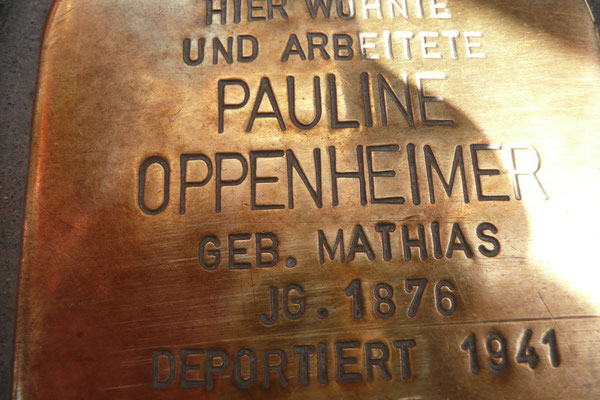 HIER WOHNTE
UND ARBEITETE
PAULINE
OPPENHEIMER
GEB. MATHIAS
JG. 1876
DEPORTIERT 1941